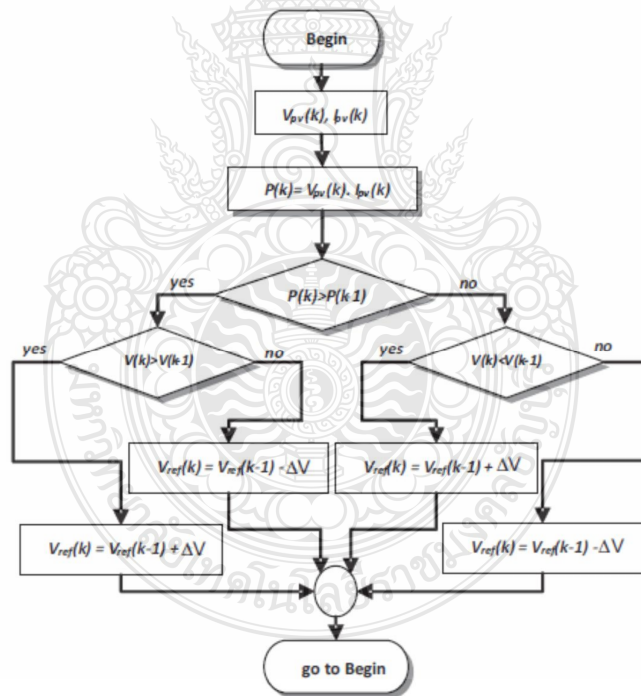 Begin
Vpv(k), Ipv(k)
P(k)= Vpv(k). Ipv(k)
yes
P(k)>P(k-1)
no
yes
V(k)>V(k-1)
no
yes
V(k)<V(k-1)
no
Vref(k) = Vref(k-1) - ΔV
Vref(k) = Vref(k-1) + ΔV
Vref(k) = Vref(k-1) + ΔV
Vref(k) = Vref(k-1) - ΔV
go to Begin